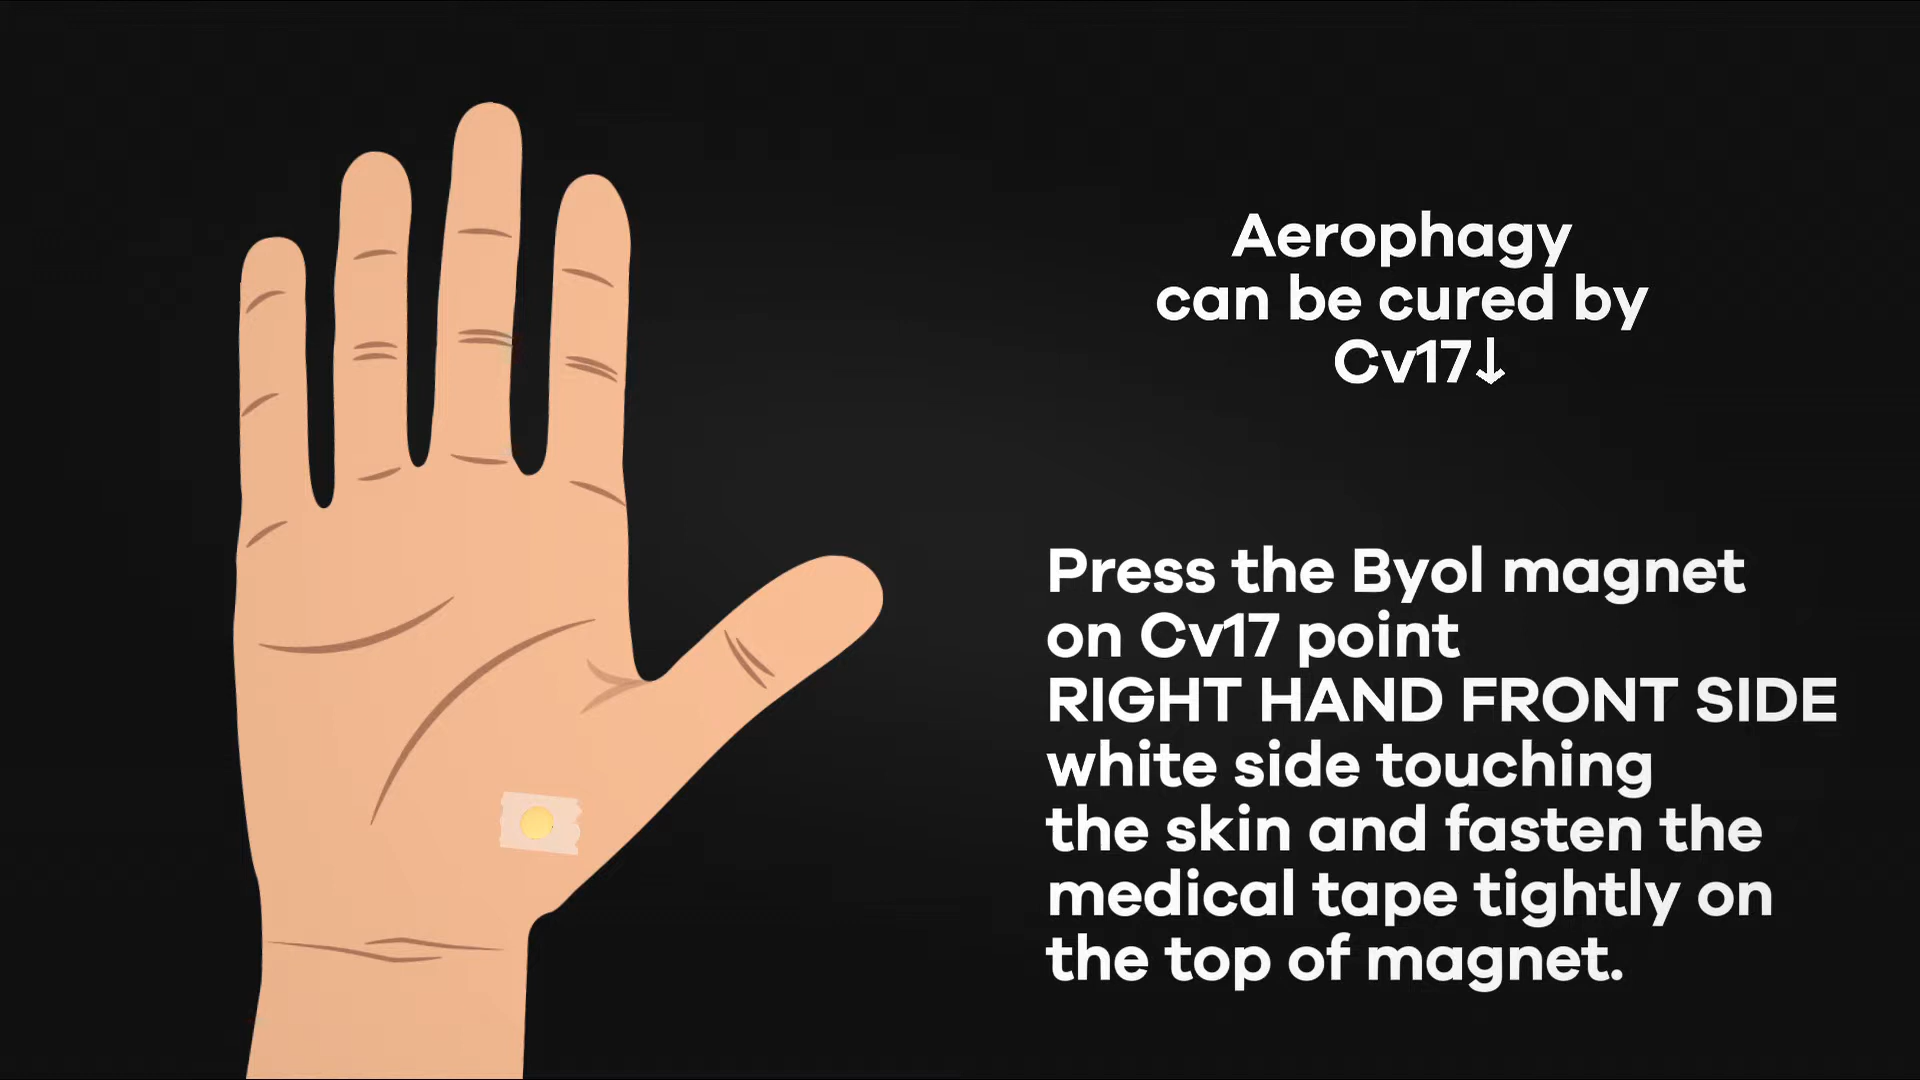 Aerophagy
can be cured by
Cv17↓
Press the Byol magnet
on Cv17 point
RIGHT HAND FRONT SIDE
white side touching
the skin and fasten the
medical tape tightly on
the top of magnet.